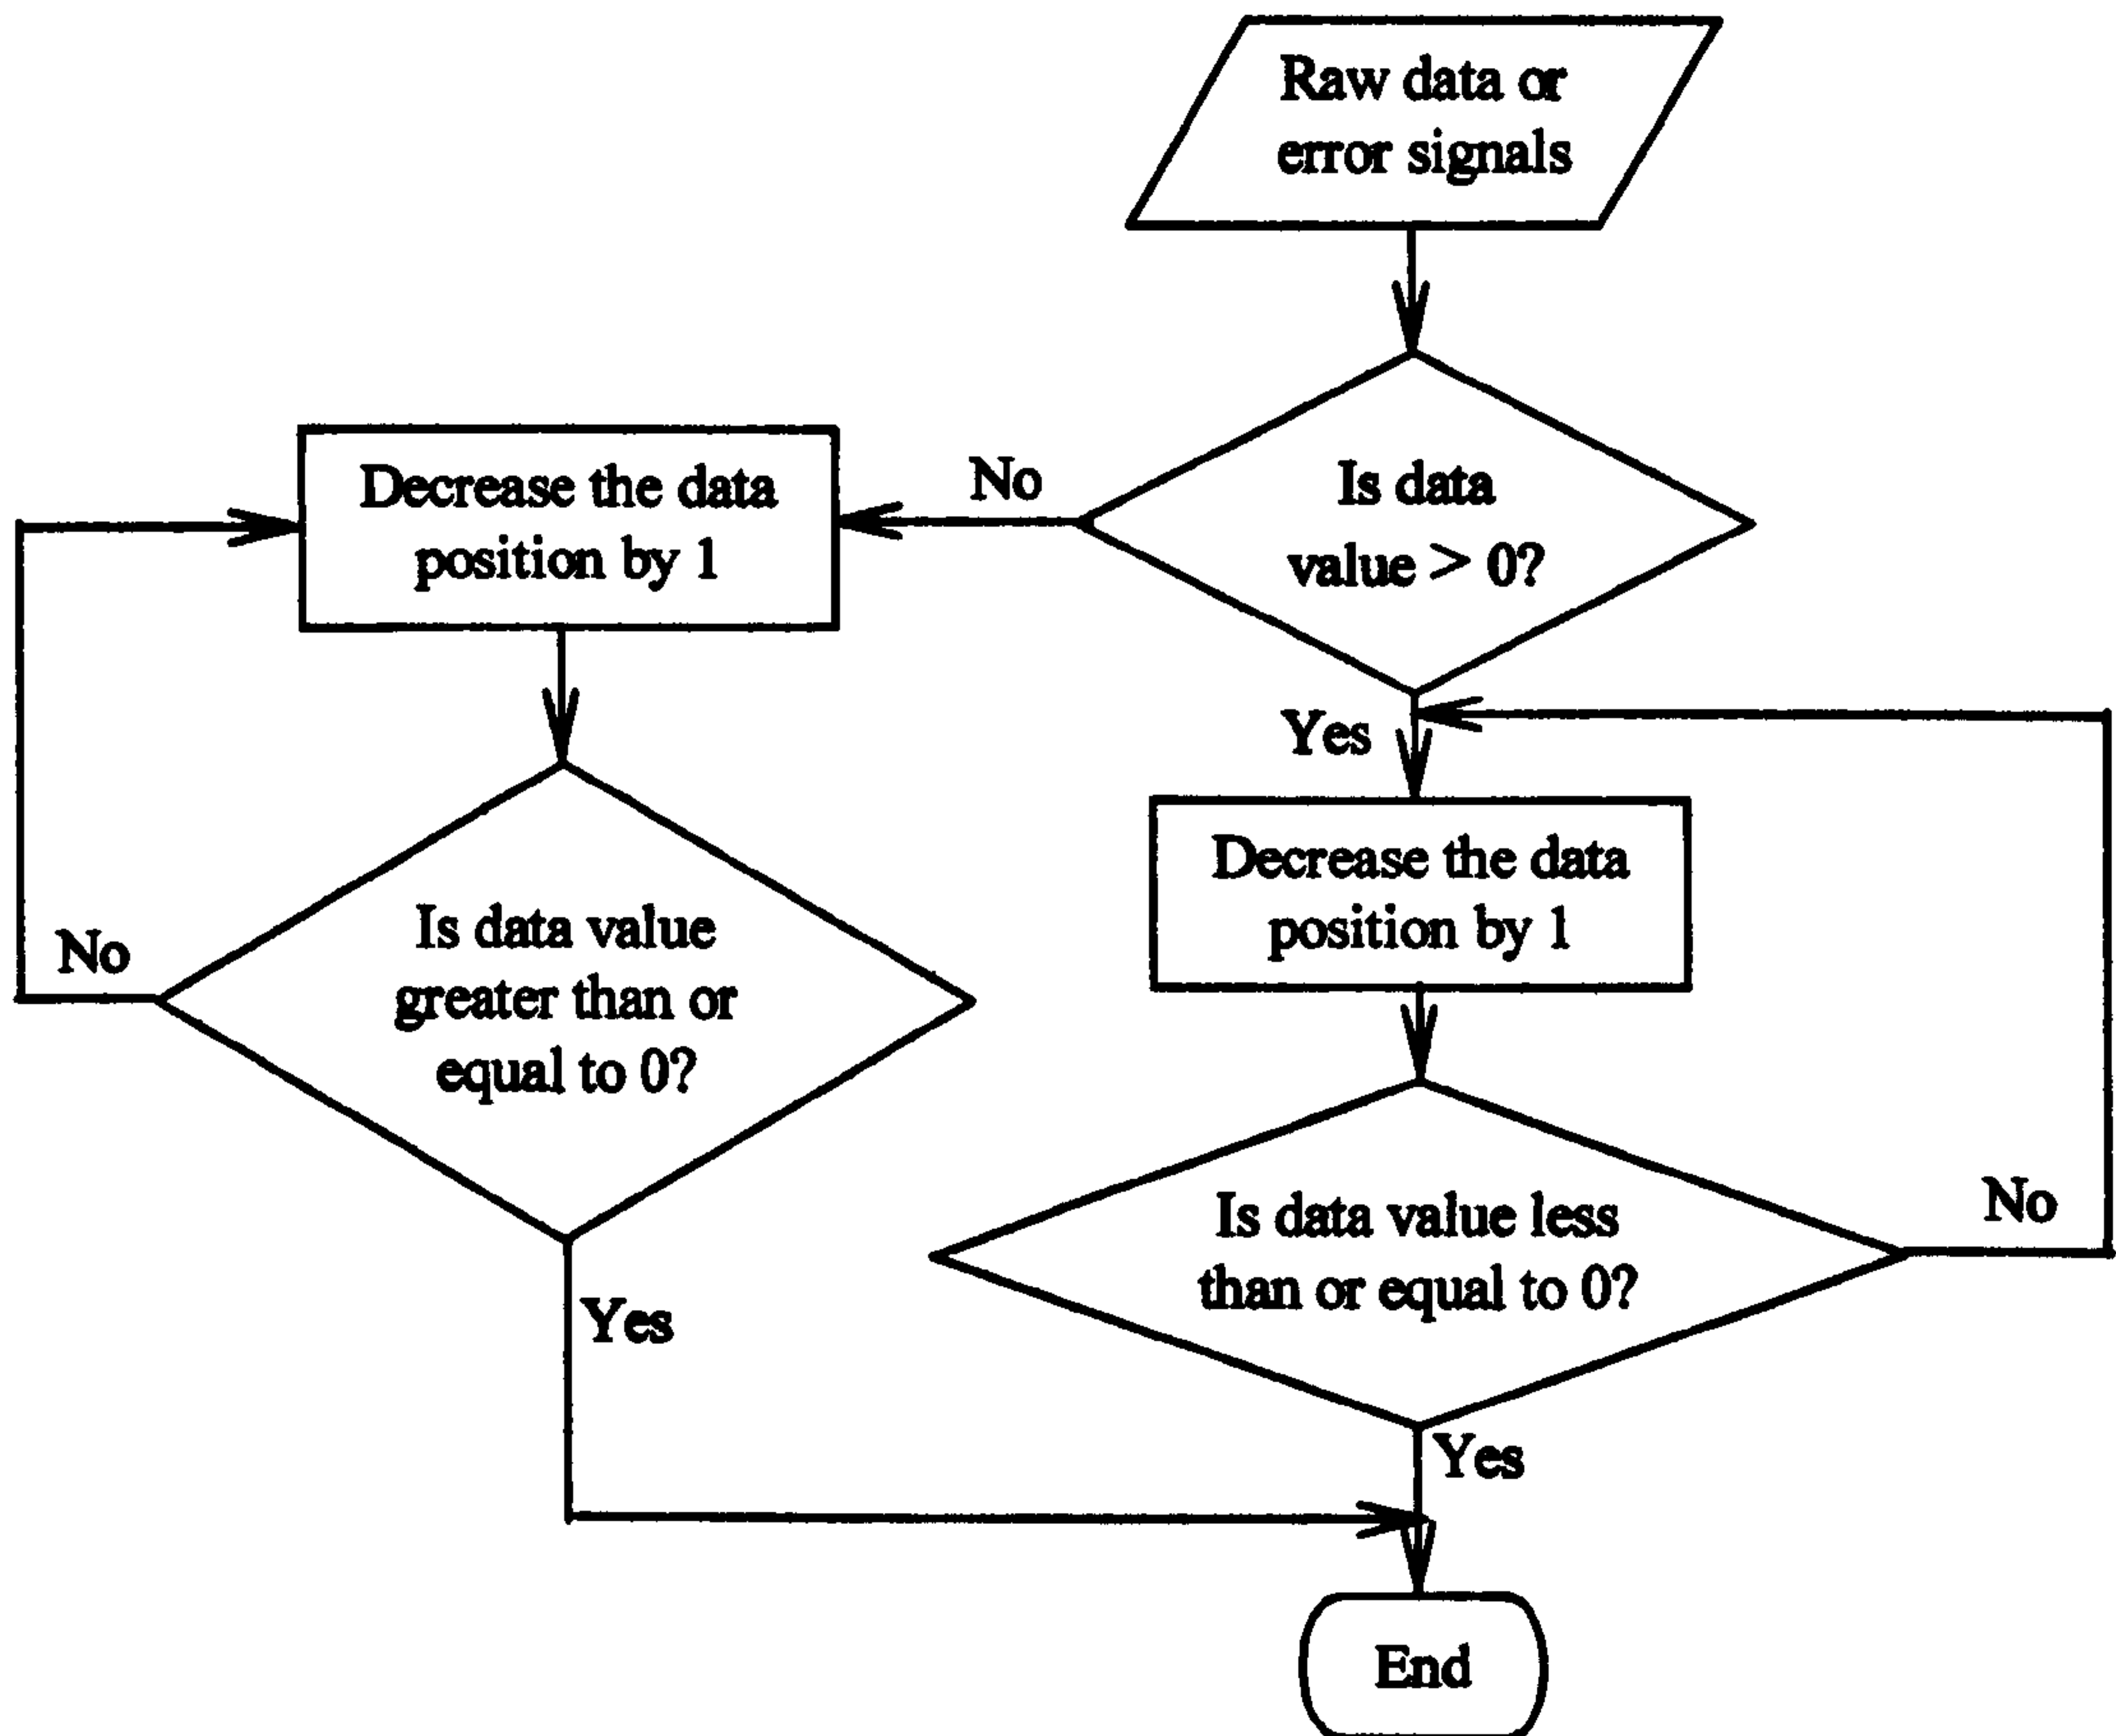 Raw data or
error signals
Is data
value > 0?
No
Decrease the data
position by 1
Yes
Decrease the data
position by 1
Is data value
greater than or
equal to 0?
No
Is data value less
than or equal to 0?
No
Yes
Yes
End